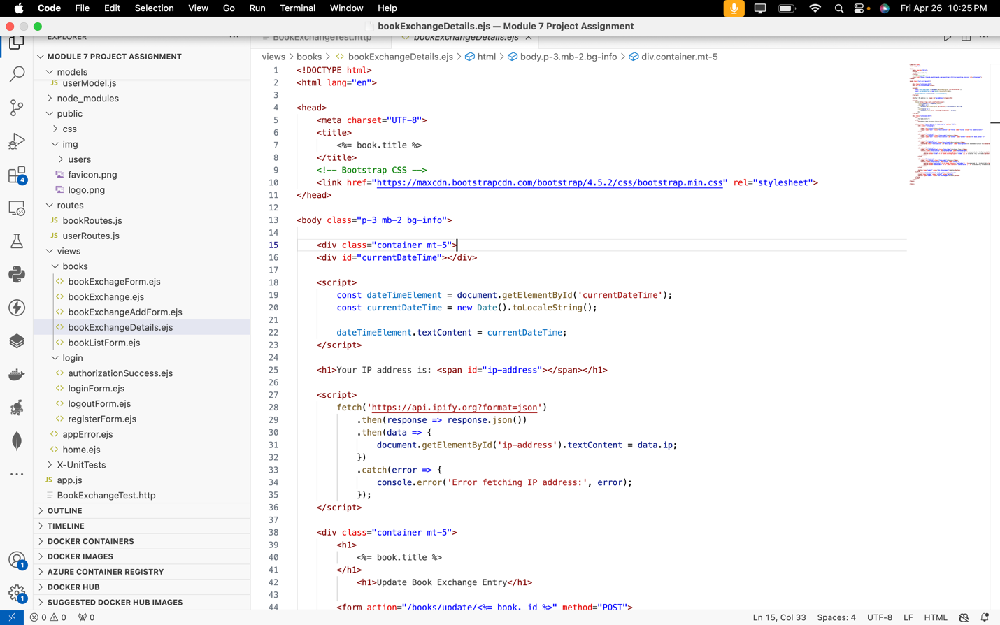 Code File Edit Selection View Go Run Terminal Window Help Fri Apr 26 10:25 PM
bookExchangeDetails.ejs — Module 7 Project Assignment
EXPLORER
BookExchangeTest.http
bookExchangeDetails.ejs
MODULE 7 PROJECT ASSIGNMENT
models
JS userModel.js
node_modules
public
css
img
users
favicon.png
logo.png
routes
JS bookRoutes.js
JS userRoutes.js
views
books
<> bookExchageForm.ejs
<> bookExchange.ejs
<> bookExchangeAddForm.ejs
<> bookExchangeDetails.ejs
<> bookListForm.ejs
login
<> authorizationSuccess.ejs
<> loginForm.ejs
<> logoutForm.ejs
<> registerForm.ejs
<> appError.ejs
<> home.ejs
X-UnitTests
JS app.js
BookExchangeTest.http
OUTLINE
TIMELINE
DOCKER CONTAINERS
DOCKER IMAGES
AZURE CONTAINER REGISTRY
DOCKER HUB
SUGGESTED DOCKER HUB IMAGES
4
1
1
views > books > <> bookExchangeDetails.ejs > html > body.p-3.mb-2.bg-info > div.container.mt-5
1 <!DOCTYPE html>
2 <html lang="en">
3
4 <head>
5 <meta charset="UTF-8">
6 <title>
7 <%= book.title %>
8 </title>
9 <!-- Bootstrap CSS -->
10 <link href="https://maxcdn.bootstrapcdn.com/bootstrap/4.5.2/css/bootstrap.min.css" rel="stylesheet">
11 </head>
12
13 <body class="p-3 mb-2 bg-info">
14
15 <div class="container mt-5">
16 <div id="currentDateTime"></div>
17
18 <script>
19 const dateTimeElement = document.getElementById('currentDateTime');
20 const currentDateTime = new Date().toLocaleString();
21
22 dateTimeElement.textContent = currentDateTime;
23 </script>
24
25 <h1>Your IP address is: <span id="ip-address"></span></h1>
26
27 <script>
28 fetch('https://api.ipify.org?format=json')
29 .then(response => response.json())
30 .then(data => {
31 document.getElementById('ip-address').textContent = data.ip;
32 })
33 .catch(error => {
34 console.error('Error fetching IP address:', error);
35 });
36 </script>
37
38 <div class="container mt-5">
39 <h1>
40 <%= book.title %>
41 </h1>
42 <h1>Update Book Exchange Entry</h1>
43
44 <form action="/books/update/<%= book._id %>" method="POST">
0 0 0 Ln 15, Col 33 Spaces: 4 UTF-8 LF HTML